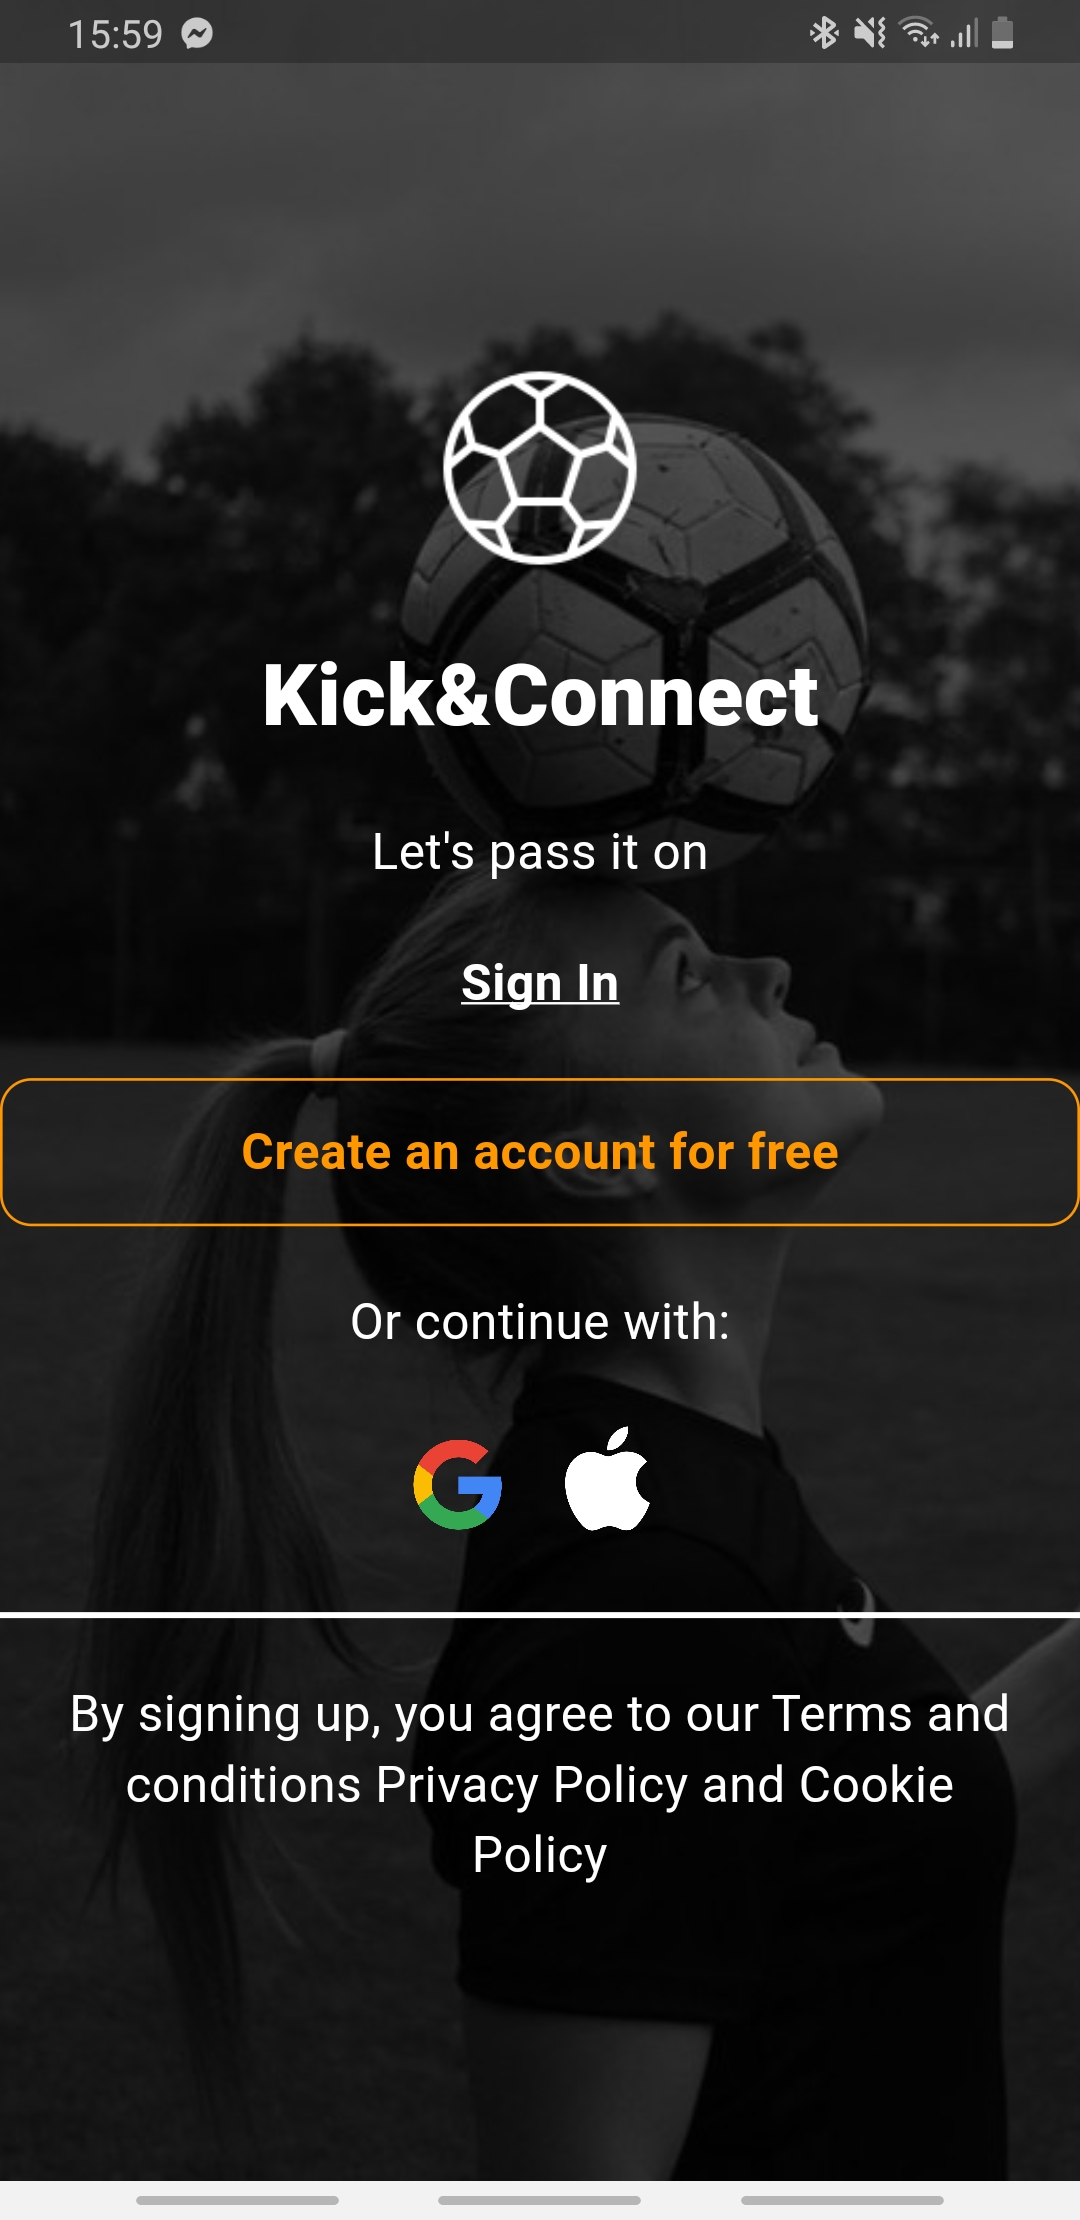 15:59
Kick&Connect
Let's pass it on
Sign In
Create an account for free
Or continue with:
By signing up, you agree to our Terms and
conditions Privacy Policy and Cookie
Policy